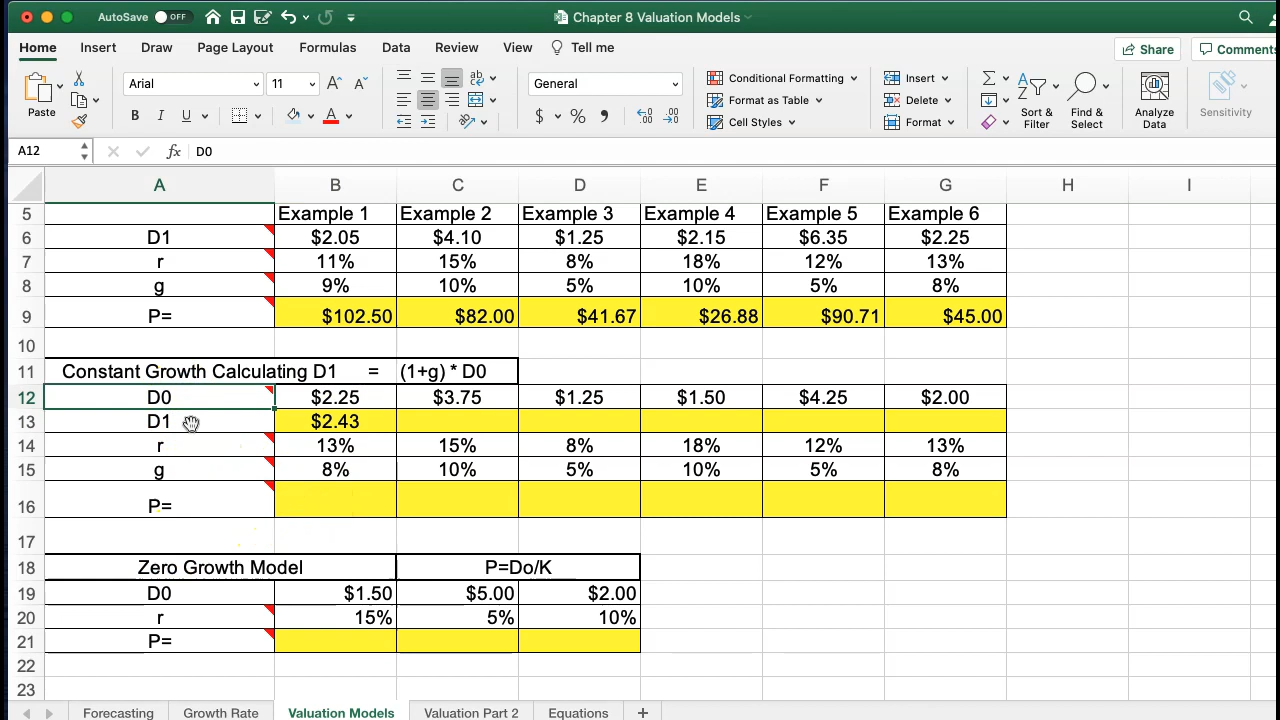 AutoSave OFF Chapter 8 Valuation Models
Home Insert Draw Page Layout Formulas Data Review View Tell me Share Comments
Paste Arial 11 A A General Conditional Formatting Insert
B I U A ab $ % 9 Format as Table Delete
Cell Styles Format
Sort & Filter Find & Select Analyze Data Sensitivity
A12 fx D0
A B C D E F G H I
5 Example 1 Example 2 Example 3 Example 4 Example 5 Example 6
6 D1 $2.05 $4.10 $1.25 $2.15 $6.35 $2.25
7 r 11% 15% 8% 18% 12% 13%
8 g 9% 10% 5% 10% 5% 8%
9 P= $102.50 $82.00 $41.67 $26.88 $90.71 $45.00
10
11 Constant Growth Calculating D1 = (1+g) * D0
12 D0 $2.25 $3.75 $1.25 $1.50 $4.25 $2.00
13 D1 $2.43
14 r 13% 15% 8% 18% 12% 13%
15 g 8% 10% 5% 10% 5% 8%
16 P=
17
18 Zero Growth Model P=Do/K
19 D0 $1.50 $5.00 $2.00
20 r 15% 5% 10%
21 P=
22
23
Forecasting Growth Rate Valuation Models Valuation Part 2 Equations +